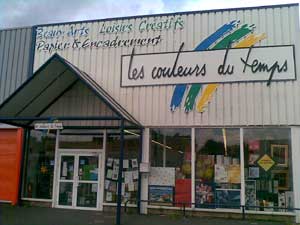 Beaux-Arts Loisirs Créatifs
Papier & Encadrement
les couleurs du temps